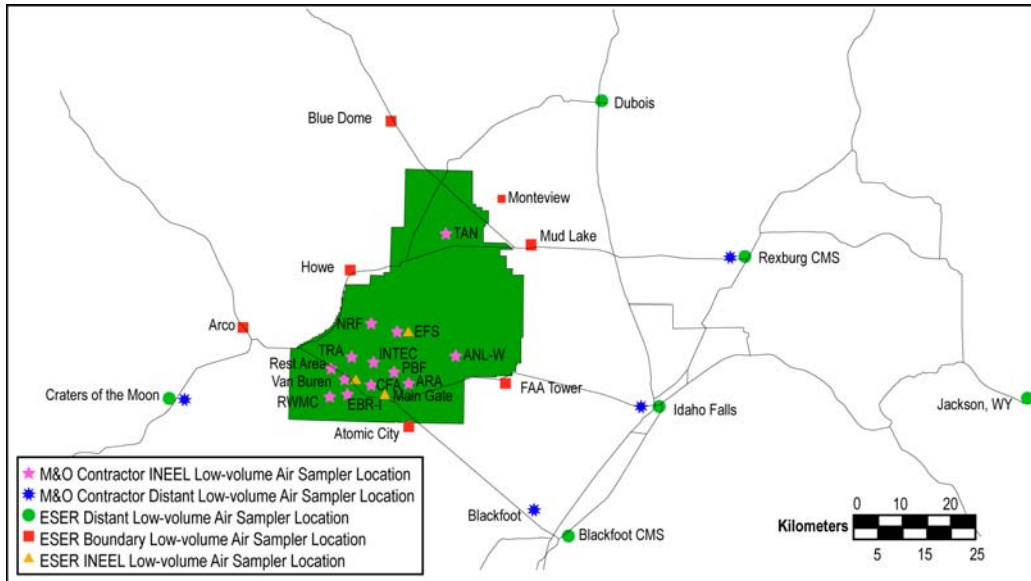 Dubois
Blue Dome
Monteview
TAN
Mud Lake
Howe
Rexburg CMS
NRF
EFS
Arco
TRA
INTEC
ANL-W
Rest Area
PBF
Van Buren
CFA
ARA
FAA Tower
Craters of the Moon
RWMC
EBR-I
Main Gate
Idaho Falls
Jackson, WY
Atomic City
M&O Contractor INEEL Low-volume Air Sampler Location
M&O Contractor Distant Low-volume Air Sampler Location
ESER Distant Low-volume Air Sampler Location
ESER Boundary Low-volume Air Sampler Location
ESER INEEL Low-volume Air Sampler Location
Blackfoot
Blackfoot CMS
0 10 20
Kilometers
5 15 25